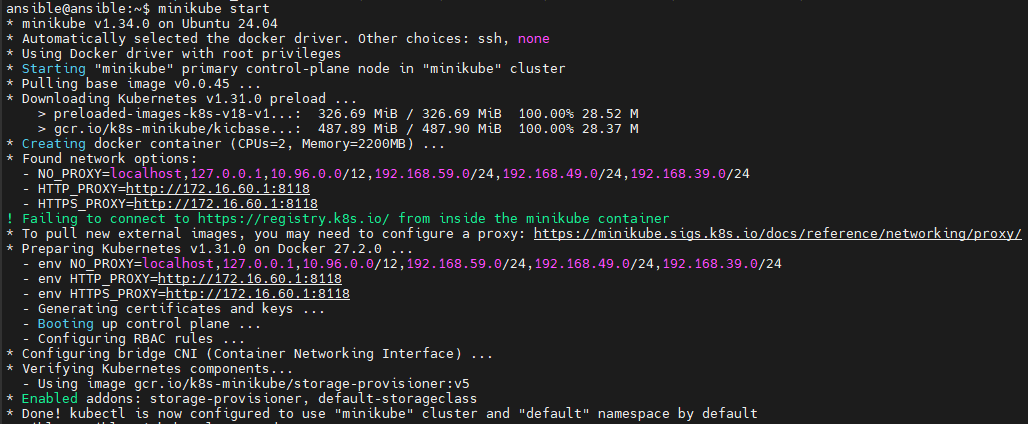 ansible@ansible:~$ minikube start
* minikube v1.34.0 on Ubuntu 24.04
* Automatically selected the docker driver. Other choices: ssh, none
* Using Docker driver with root privileges
* Starting "minikube" primary control-plane node in "minikube" cluster
* Pulling base image v0.0.45 ...
* Downloading Kubernetes v1.31.0 preload ...
    > preloaded-images-k8s-v18-v1...:  326.69 MiB / 326.69 MiB  100.00% 28.52 M
    > gcr.io/k8s-minikube/kicbase...:  487.89 MiB / 487.90 MiB  100.00% 28.37 M
* Creating docker container (CPUs=2, Memory=2200MB) ...
* Found network options:
  - NO_PROXY=localhost,127.0.0.1,10.96.0.0/12,192.168.59.0/24,192.168.49.0/24,192.168.39.0/24
  - HTTP_PROXY=http://172.16.60.1:8118
  - HTTPS_PROXY=http://172.16.60.1:8118
! Failing to connect to https://registry.k8s.io/ from inside the minikube container
* To pull new external images, you may need to configure a proxy: https://minikube.sigs.k8s.io/docs/reference/networking/proxy/
* Preparing Kubernetes v1.31.0 on Docker 27.2.0 ...
  - env NO_PROXY=localhost,127.0.0.1,10.96.0.0/12,192.168.59.0/24,192.168.49.0/24,192.168.39.0/24
  - env HTTP_PROXY=http://172.16.60.1:8118
  - env HTTPS_PROXY=http://172.16.60.1:8118
  - Generating certificates and keys ...
  - Booting up control plane ...
  - Configuring RBAC rules ...
* Configuring bridge CNI (Container Networking Interface) ...
* Verifying Kubernetes components...
  - Using image gcr.io/k8s-minikube/storage-provisioner:v5
* Enabled addons: storage-provisioner, default-storageclass
* Done! kubectl is now configured to use "minikube" cluster and "default" namespace by default